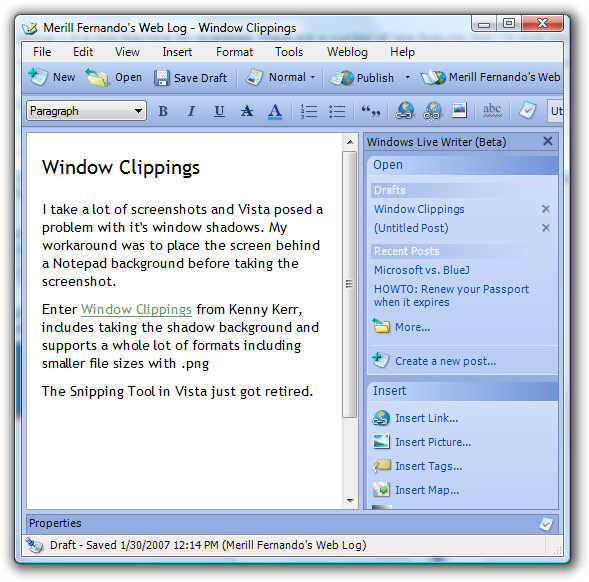 Merill Fernando's Web Log - Window Clippings
File Edit View Insert Format Tools Weblog Help
New Open Save Draft Normal Publish Merill Fernando's Web
Paragraph B I U A A abc Ut
Window Clippings
I take a lot of screenshots and Vista posed a
problem with it's window shadows. My
workaround was to place the screen behind
a Notepad background before taking the
screenshot.
Enter Window Clippings from Kenny Kerr,
includes taking the shadow background and
supports a whole lot of formats including
smaller file sizes with .png
The Snipping Tool in Vista just got retired.
Windows Live Writer (Beta)
Open
Drafts
Window Clippings
(Untitled Post)
Recent Posts
Microsoft vs. BlueJ
HOWTO: Renew your Passport
when it expires
More...
Create a new post...
Insert
Insert Link...
Insert Picture...
Insert Tags...
Insert Map...
Properties
Draft - Saved 1/30/2007 12:14 PM (Merill Fernando's Web Log)